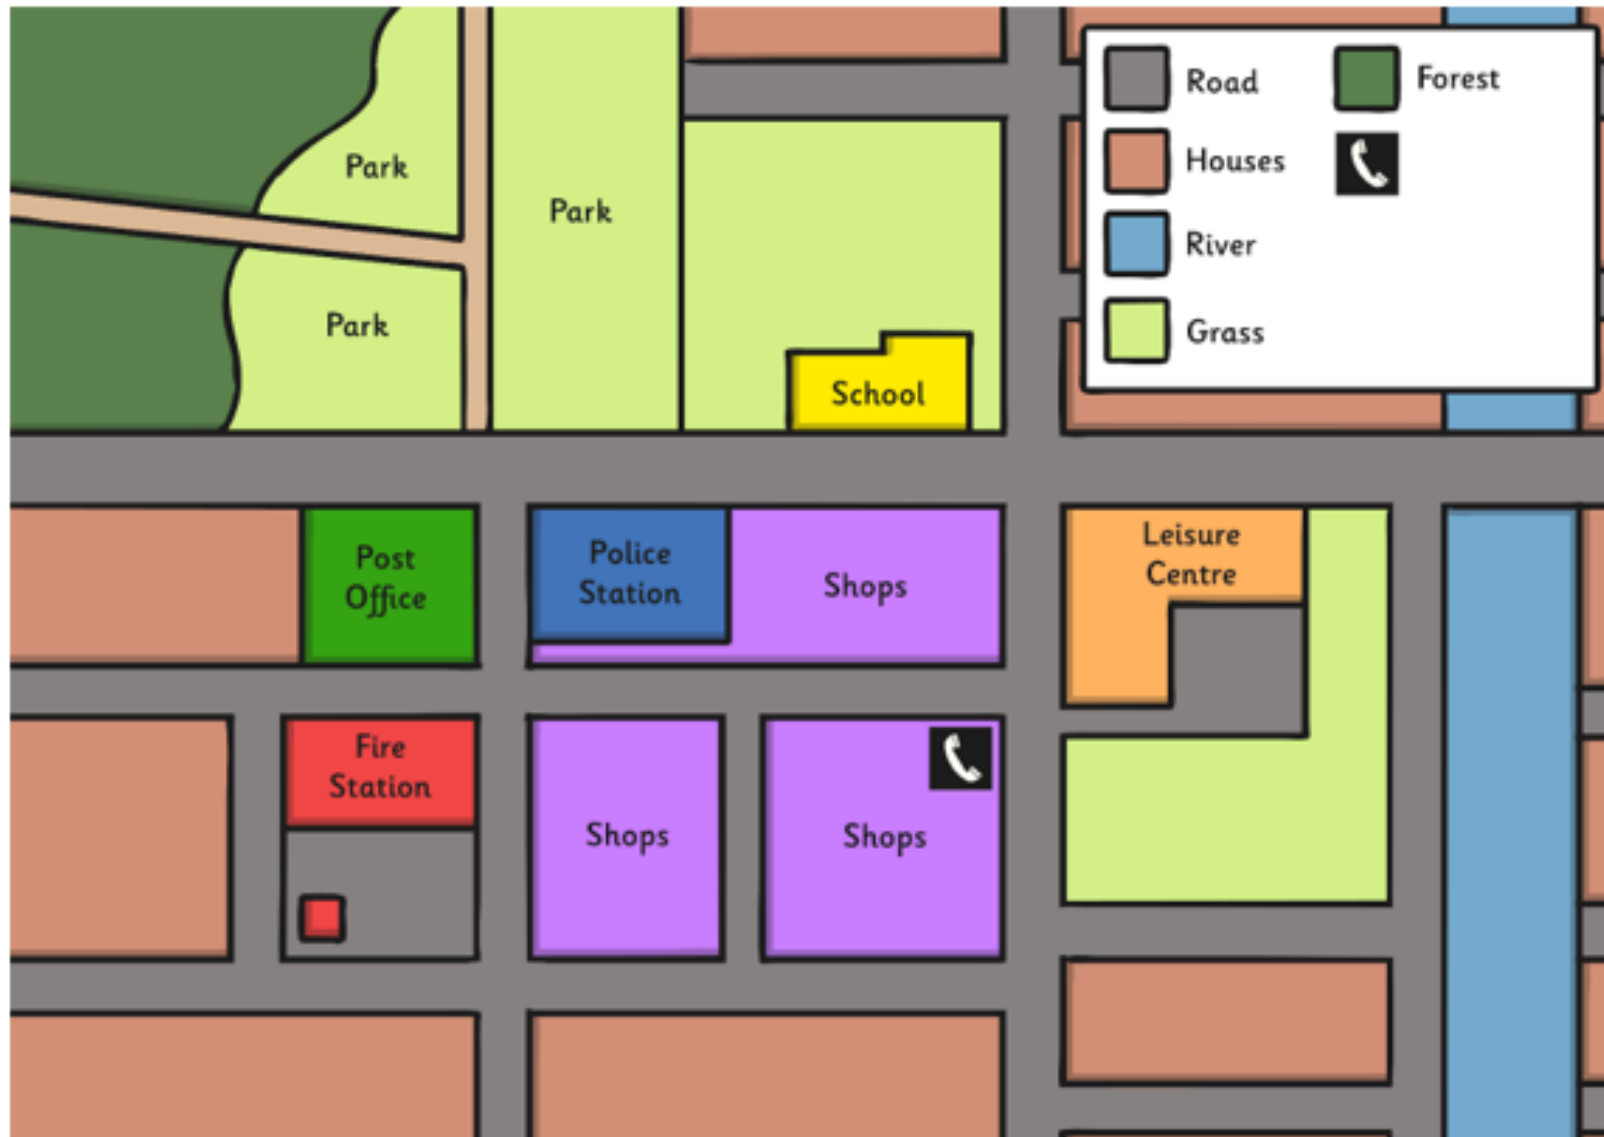 Road
Forest
Houses
River
Grass
Park
Park
Park
School
Post
Office
Police
Station
Shops
Leisure
Centre
Fire
Station
Shops
Shops